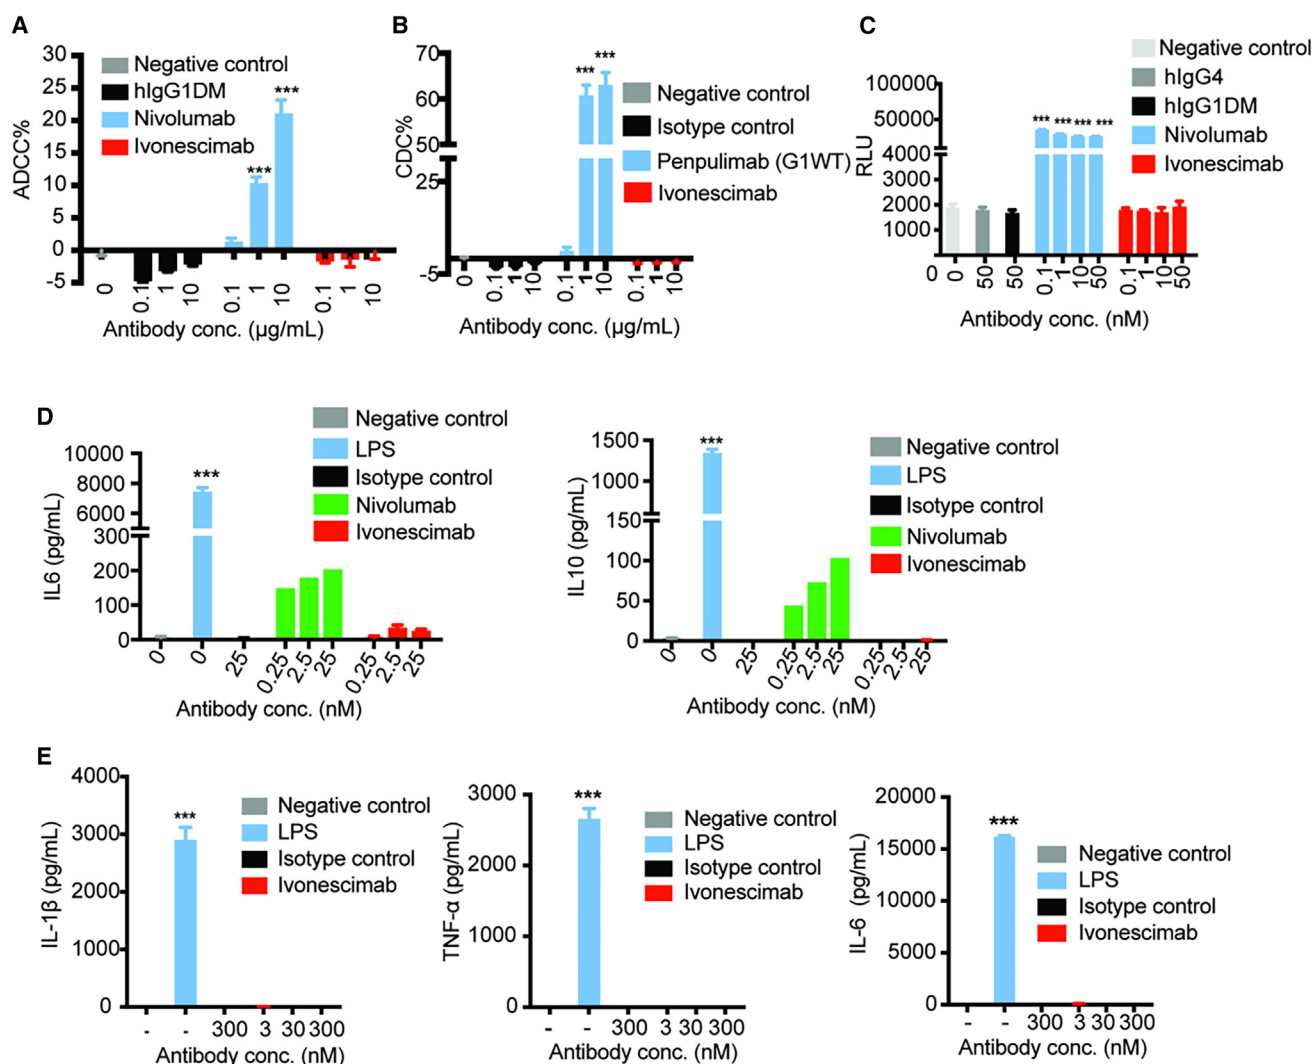 A
ADCC%
30
25
20
15
10
5
0
-5
Negative control
hIgG1DM
Nivolumab
Ivonescimab
***
***
0
0.1
1
10
0.1
1
10
0.1
1
10
Antibody conc. (µg/mL)
B
CDC%
70
60
50
25
-5
***
***
Negative control
Isotype control
Penpulimab (G1WT)
Ivonescimab
0
0.1
1
10
0.1
1
10
0.1
1
10
Antibody conc. (µg/mL)
C
RLU
100000
50000
4000
3000
2000
1000
0
Negative control
hIgG4
hIgG1DM
Nivolumab
Ivonescimab
*** *** *** ***
0
50
50
0.1
1
10
50
0.1
1
10
50
Antibody conc. (nM)
D
IL6 (pg/mL)
10000
8000
6000
300
200
100
0
***
Negative control
LPS
Isotype control
Nivolumab
Ivonescimab
0
0
25
0.25
2.5
25
0.25
2.5
25
Antibody conc. (nM)
IL10 (pg/mL)
1500
1000
150
100
50
0
***
Negative control
LPS
Isotype control
Nivolumab
Ivonescimab
0
0
25
0.25
2.5
25
0.25
2.5
25
Antibody conc. (nM)
E
IL-1β (pg/mL)
4000
3000
2000
1000
0
***
Negative control
LPS
Isotype control
Ivonescimab
- - 300 3 30 300
Antibody conc. (nM)
TNF-α (pg/mL)
3000
2000
1000
0
***
Negative control
LPS
Isotype control
Ivonescimab
- - 300 3 30 300
Antibody conc. (nM)
IL-6 (pg/mL)
20000
15000
10000
5000
0
***
Negative control
LPS
Isotype control
Ivonescimab
- - 300 3 30 300
Antibody conc. (nM)